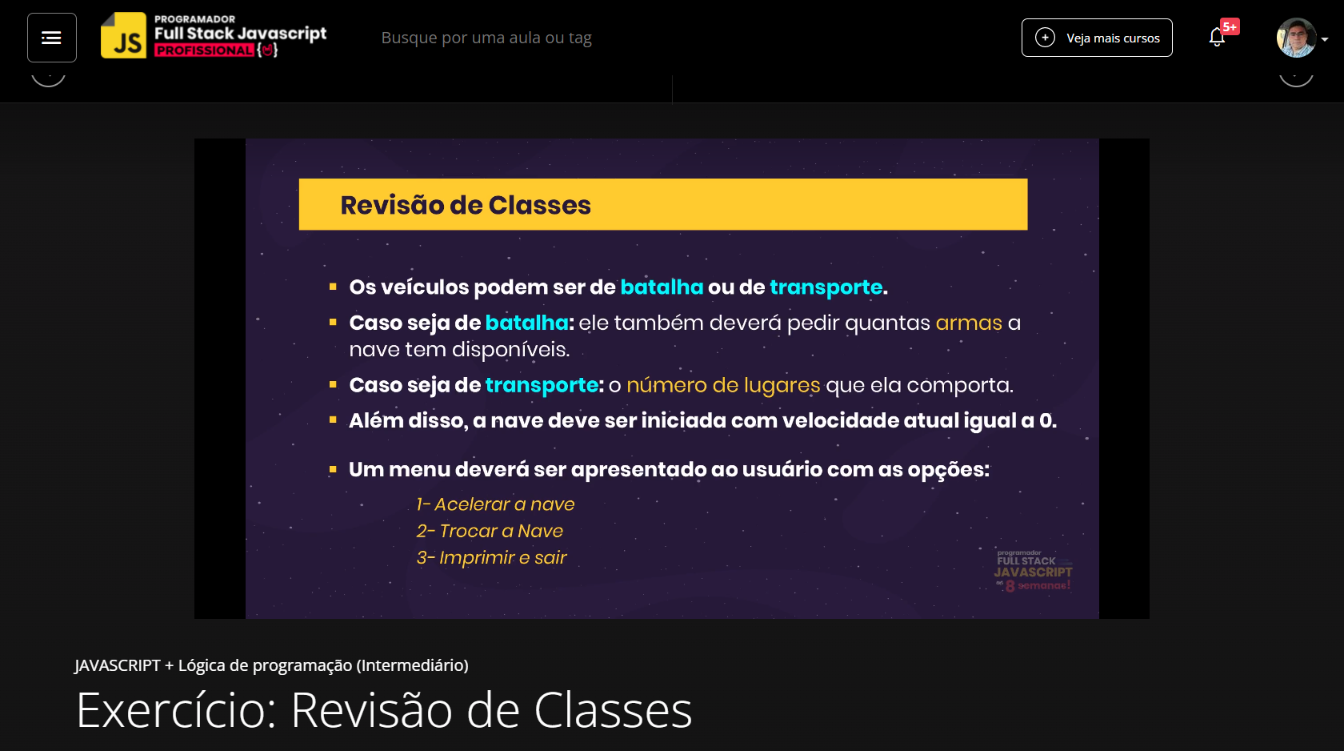 JS
PROGRAMADOR
Full Stack Javascript
PROFISSIONAL
Busque por uma aula ou tag
Veja mais cursos
5+
Revisão de Classes
Os veículos podem ser de batalha ou de transporte.
Caso seja de batalha: ele também deverá pedir quantas armas a
nave tem disponíveis.
Caso seja de transporte: o número de lugares que ela comporta.
Além disso, a nave deve ser iniciada com velocidade atual igual a 0.
Um menu deverá ser apresentado ao usuário com as opções:
1- Acelerar a nave
2- Trocar a Nave
3- Imprimir e sair
programador
FULL STACK
JAVASCRIPT
8 semanas!
JAVASCRIPT + Lógica de programação (Intermediário)
Exercício: Revisão de Classes